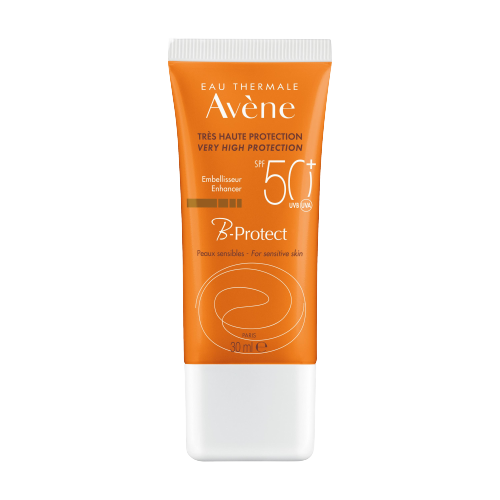 EAU THERMALE
Avène
TRÈS HAUTE PROTECTION
VERY HIGH PROTECTION
SPF 50+
Embellisseur
Enhancer
UVB UVA
B-Protect
Peaux sensibles - For sensitive skin
PARIS
30 ml ℮